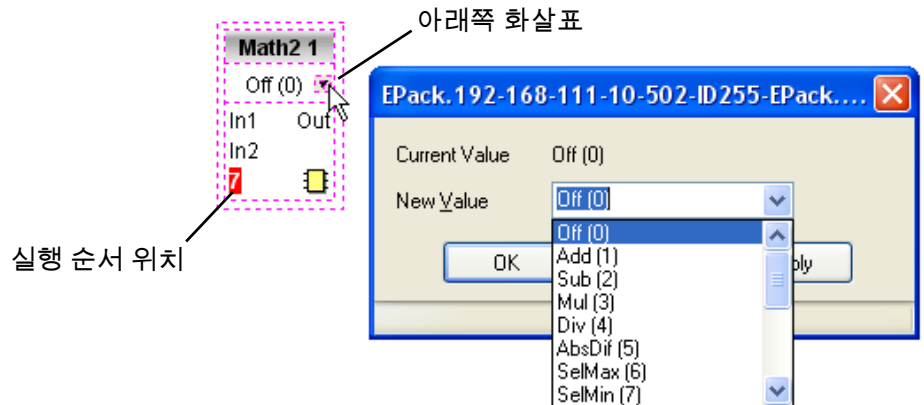 아래쪽 화살표
Math2 1
Off (0)
In1 Out
In2
7
실행 순서 위치
EPack.192-168-111-10-502-ID255-EPack....
Current Value Off (0)
New Value Off (0)
Off (0)
Add (1)
Sub (2)
Mul (3)
Div (4)
AbsDif (5)
SelMax (6)
SelMin (7)
OK